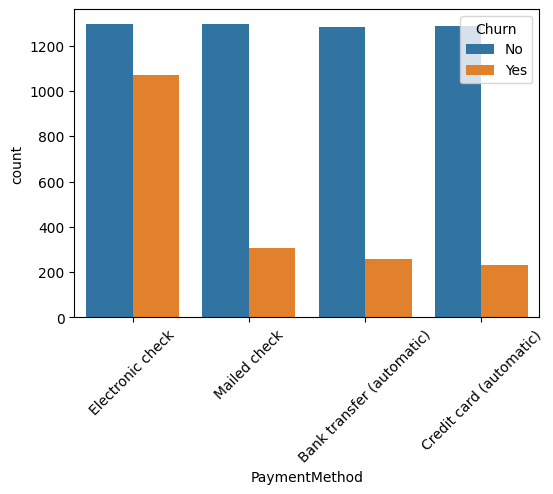 Churn
No
Yes
1200
1000
800
600
400
200
0
count
Electronic check
Mailed check
Bank transfer (automatic)
Credit card (automatic)
PaymentMethod